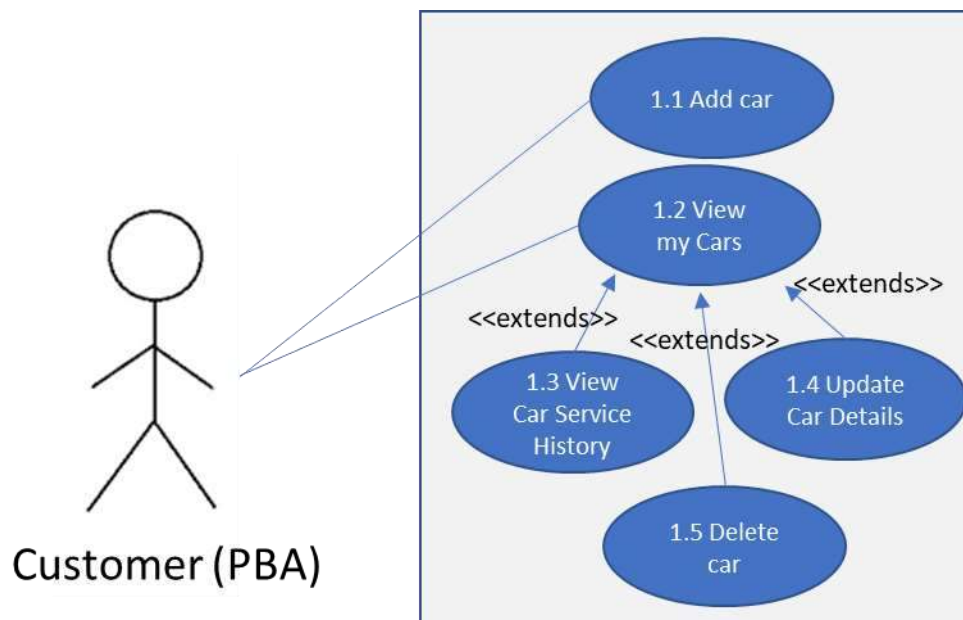 1.1 Add car
1.2 View
my Cars
<<extends>>
<<extends>>
<<extends>>
1.3 View
Car Service
History
1.4 Update
Car Details
1.5 Delete
car
Customer (PBA)